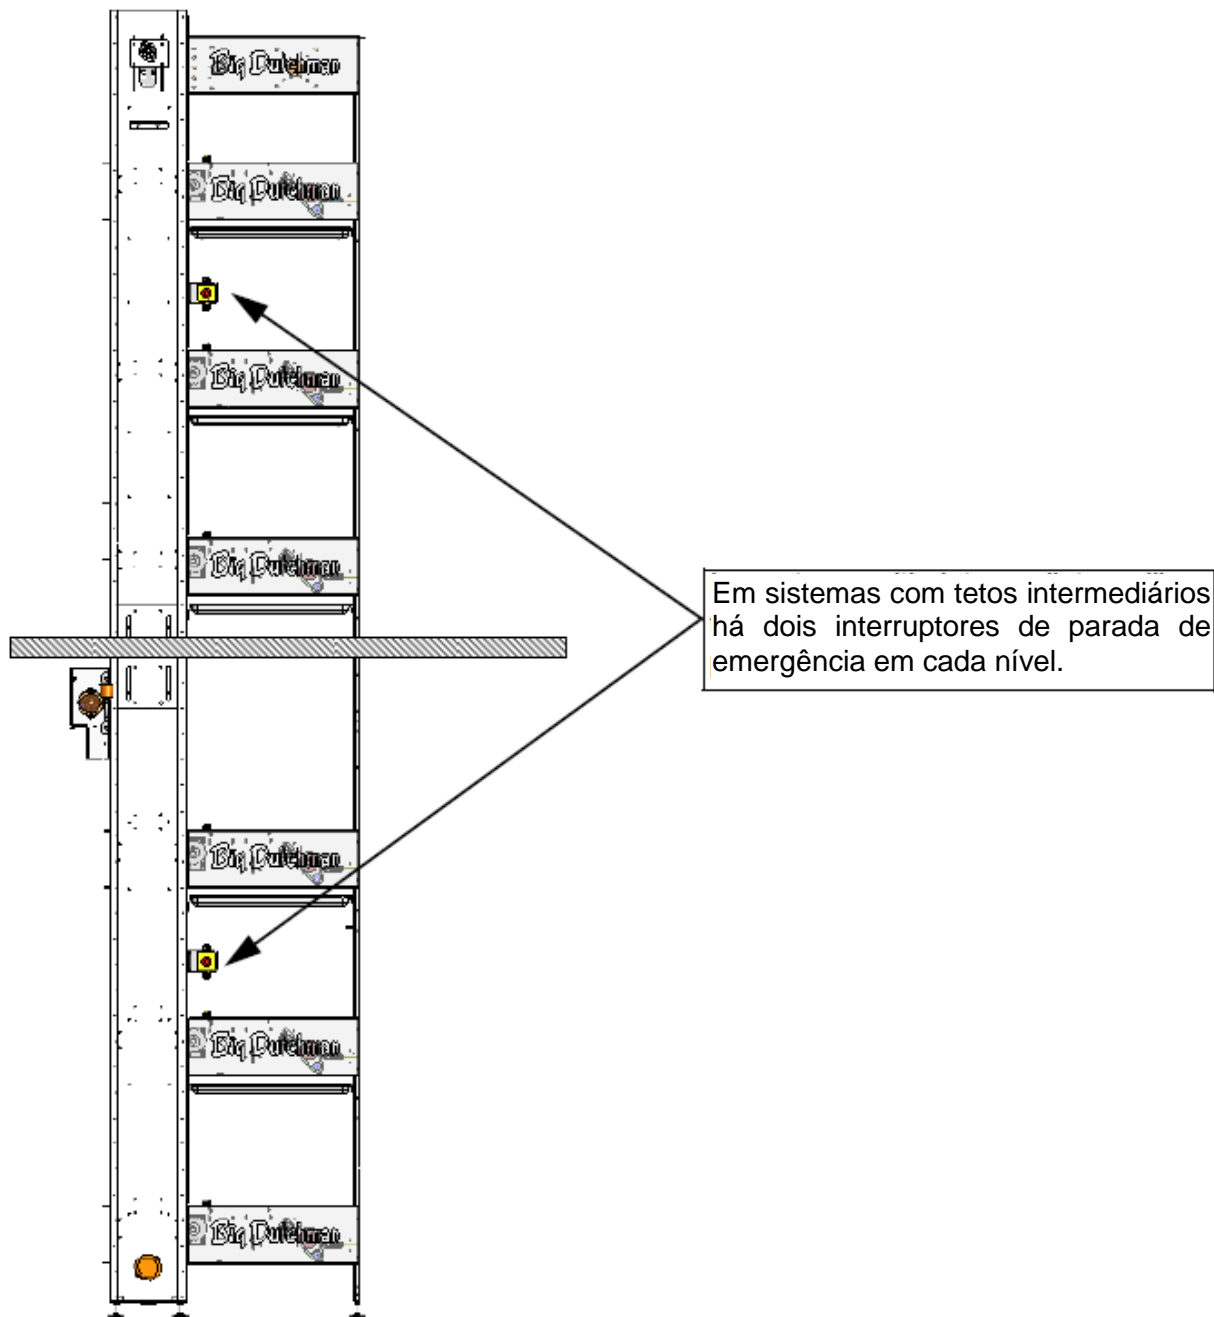 Big Dutchman
Big Dutchman
Big Dutchman
Big Dutchman
Em sistemas com tetos intermediários
há dois interruptores de parada de
emergência em cada nível.
Big Dutchman
Big Dutchman
Big Dutchman